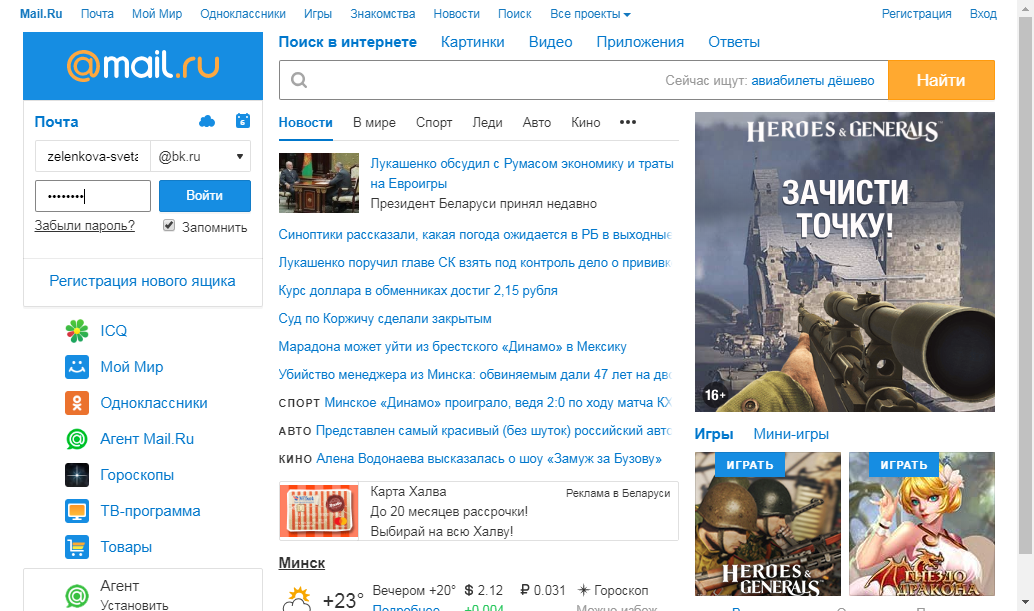 Mail.Ru Почта Мой Мир Одноклассники Игры Знакомства Новости Поиск Все проекты Регистрация Вход
@mail.ru
Поиск в интернете Картинки Видео Приложения Ответы
Сейчас ищут: авиабилеты дёшево Найти
Почта 6
zelenkova-sveta @bk.ru
•••••••• Войти
Забыли пароль? Запомнить
Регистрация нового ящика
ICQ
Мой Мир
Одноклассники
Агент Mail.Ru
Гороскопы
ТВ-программа
Товары
Агент
Установить
Новости В мире Спорт Леди Авто Кино •••
Лукашенко обсудил с Румасом экономику и траты
на Евроигры
Президент Беларуси принял недавно
Синоптики рассказали, какая погода ожидается в РБ в выходные
Лукашенко поручил главе СК взять под контроль дело о привив
Курс доллара в обменниках достиг 2,15 рубля
Суд по Коржичу сделали закрытым
Марадона может уйти из брестского «Динамо» в Мексику
Убийство менеджера из Минска: обвиняемым дали 47 лет на дво
СПОРТ Минское «Динамо» проиграло, ведя 2:0 по ходу матча КХ
АВТО Представлен самый красивый (без шуток) российский авто
КИНО Алена Водонаева высказалась о шоу «Замуж за Бузову»
Карта Халва Реклама в Беларуси
До 20 месяцев рассрочки!
Выбирай на всю Халву!
Минск
+23° Вечером +20° $ 2.12 ₽ 0.031 Гороскоп
Подробнее +0.004 Можно избеж
HEROES & GENERALS
ЗАЧИСТИ
ТОЧКУ!
16+
Игры Мини-игры
ИГРАТЬ ИГРАТЬ
HEROES & GENERALS
ГНЕЗДО
ДРАКОНА